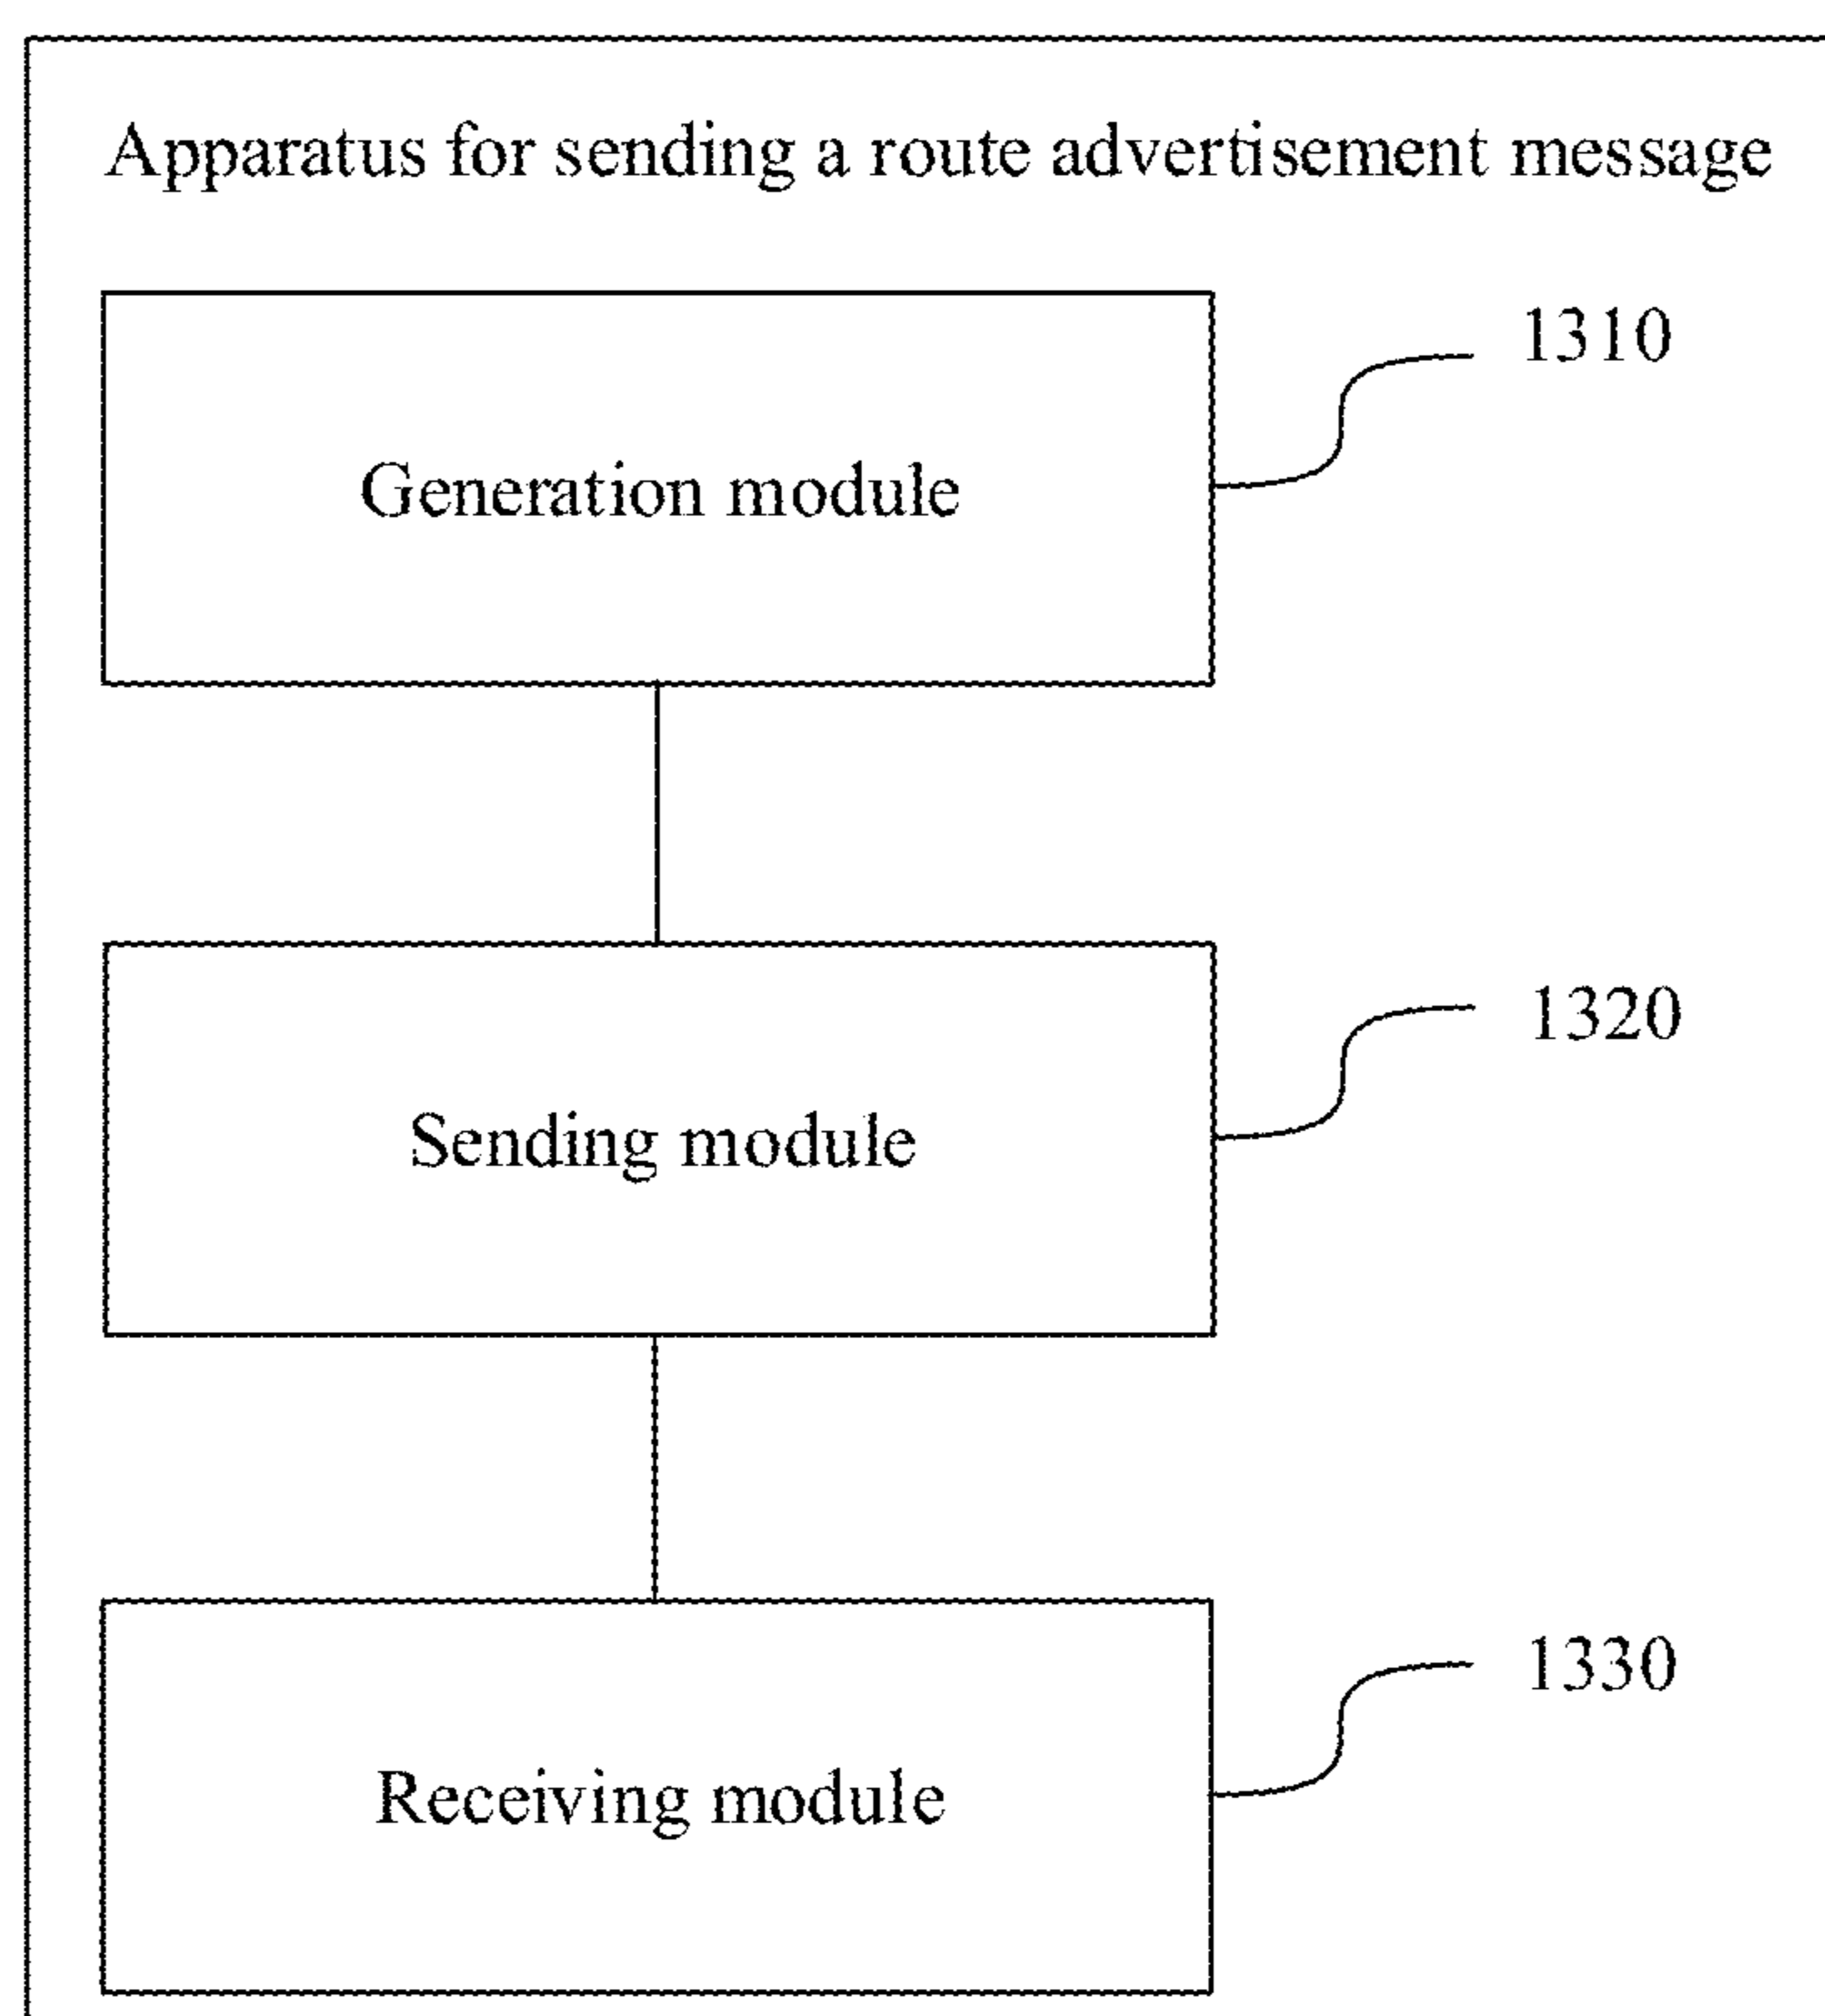 Apparatus for sending a route advertisement message
1310
Generation module
1320
Sending module
1330
Receiving module